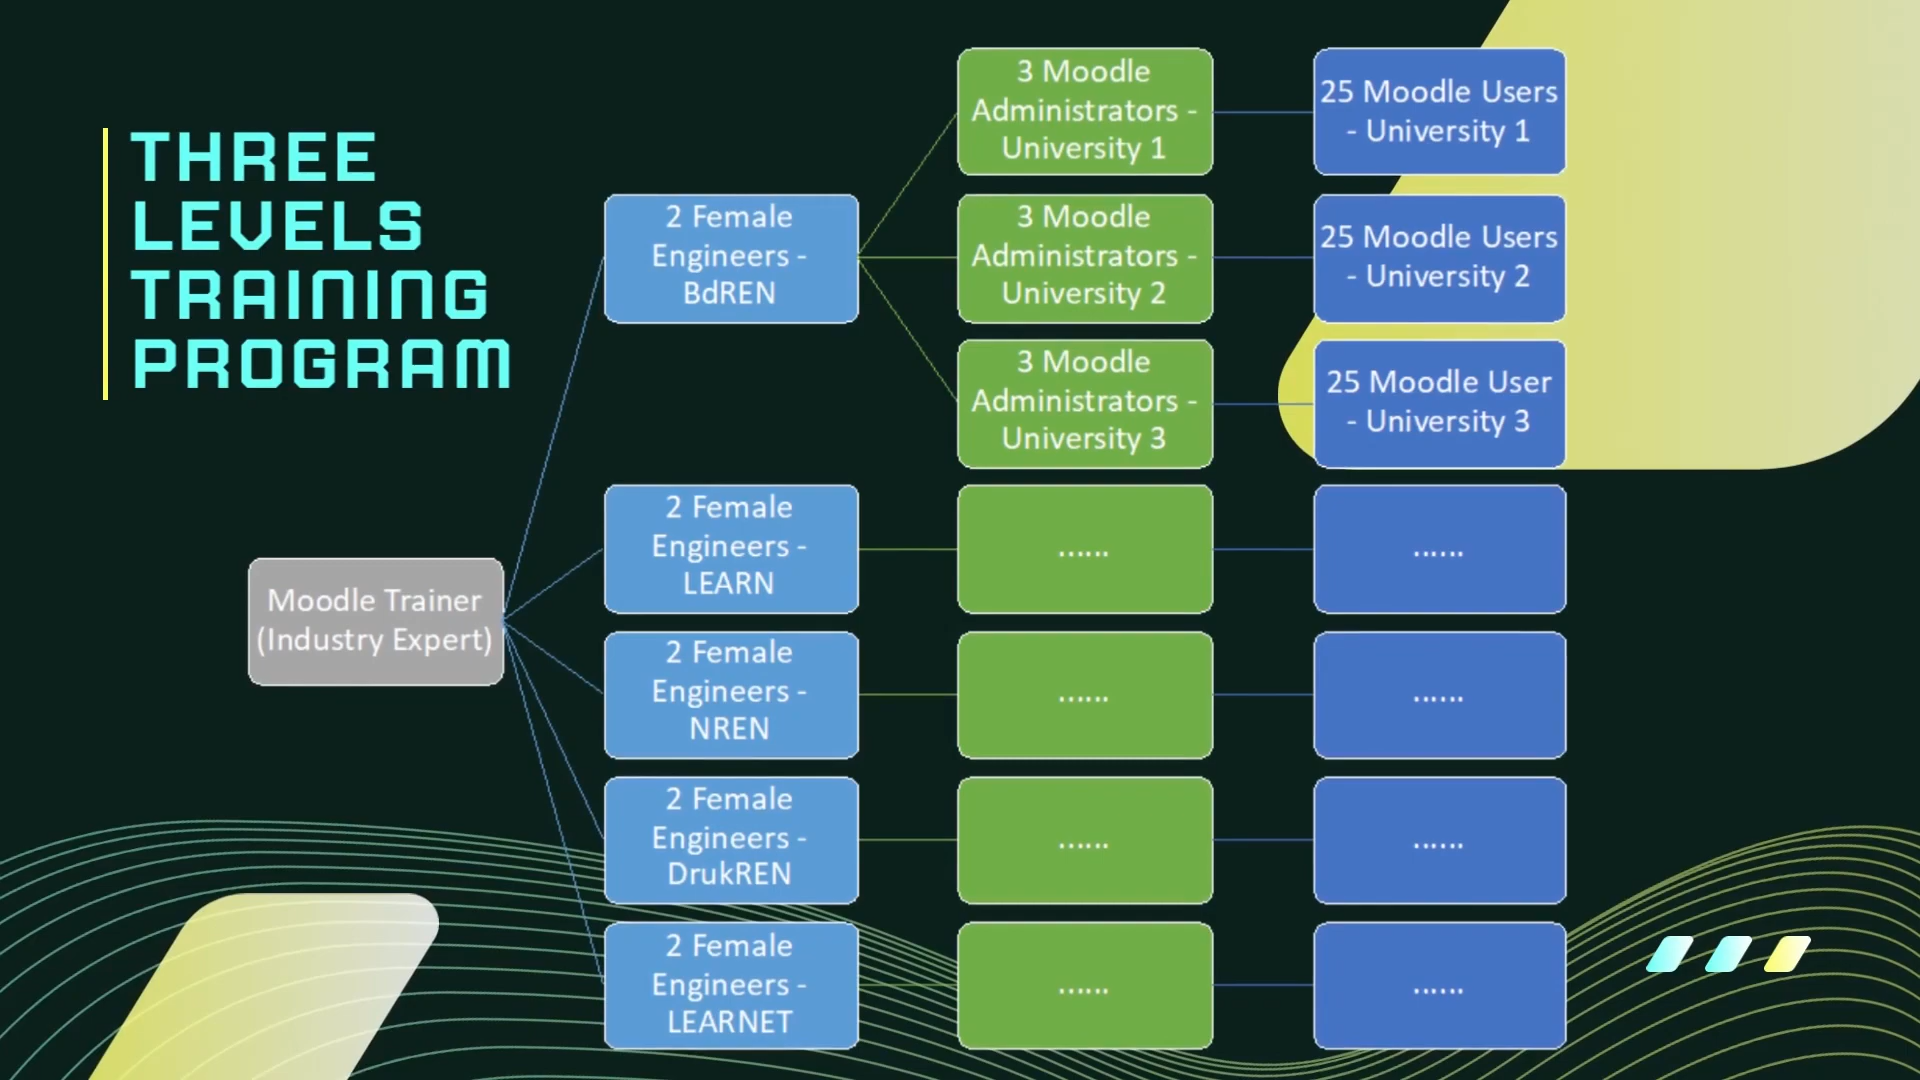 THREE
LEVELS
TRAINING
PROGRAM
Moodle Trainer
(Industry Expert)
2 Female
Engineers -
BdREN
3 Moodle
Administrators -
University 1
25 Moodle Users
- University 1
3 Moodle
Administrators -
University 2
25 Moodle Users
- University 2
3 Moodle
Administrators -
University 3
25 Moodle User
- University 3
2 Female
Engineers -
LEARN
......
......
2 Female
Engineers -
NREN
......
......
2 Female
Engineers -
DrukREN
......
......
2 Female
Engineers -
LEARNET
......
......